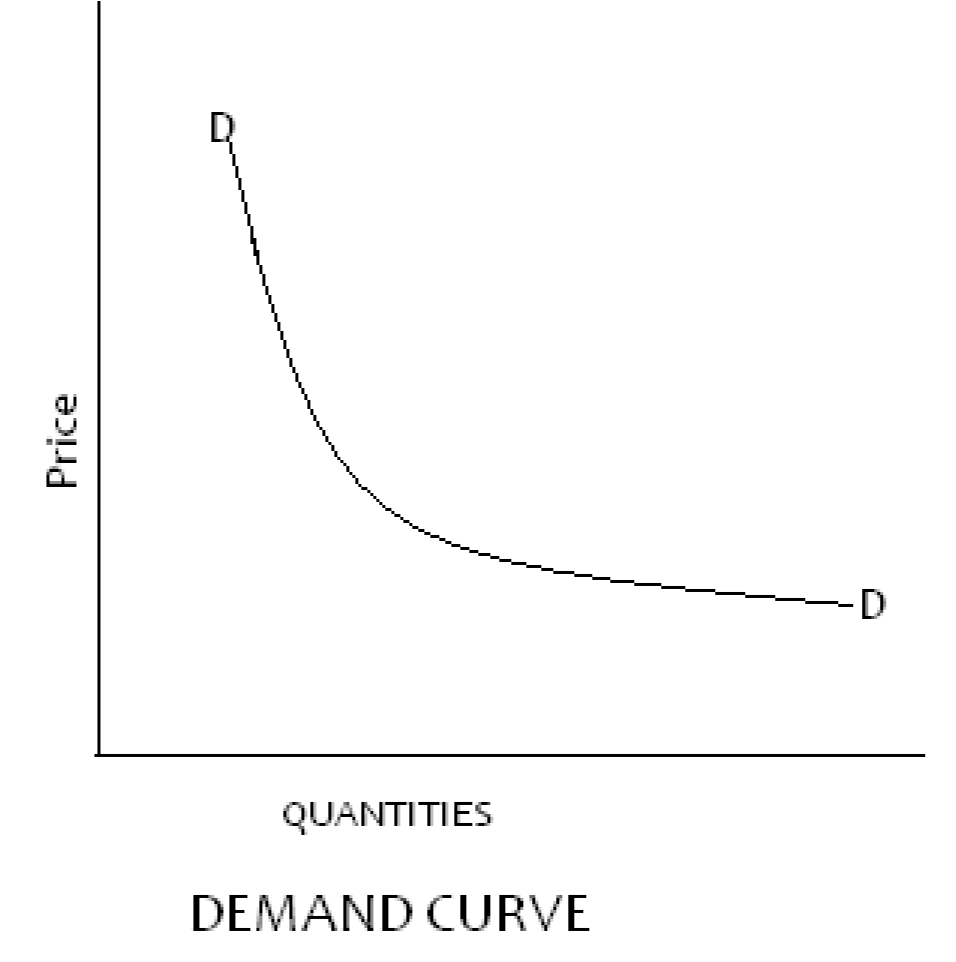 D
Price
D
QUANTITIES
DEMAND CURVE